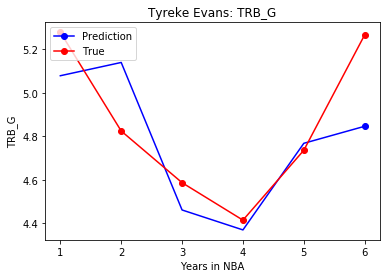 Tyreke Evans: TRB_G
Prediction
True
5.2
5.0
4.8
4.6
4.4
TRB_G
1 2 3 4 5 6
Years in NBA